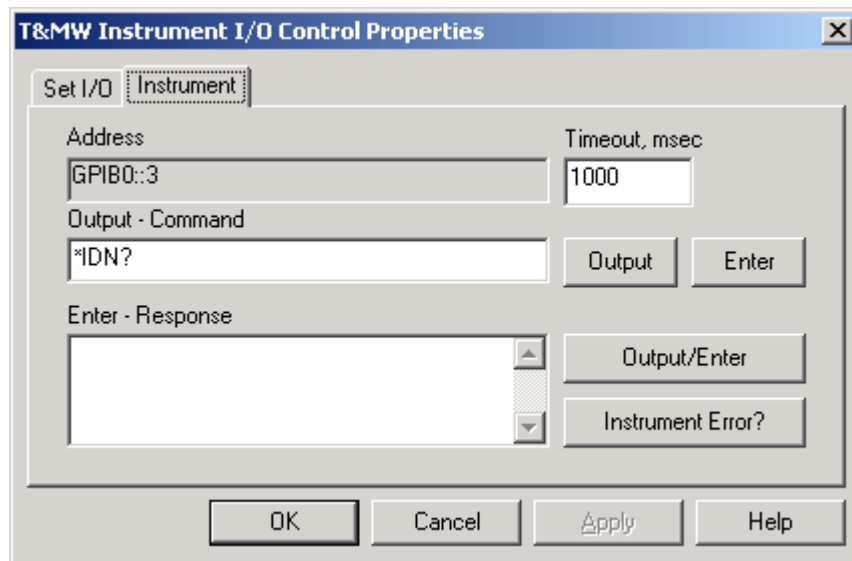 T&MW Instrument I/O Control Properties
Set I/O
Instrument
Address
Timeout, msec
GPIB0::3
1000
Output - Command
*IDN?
Output
Enter
Enter - Response
Output/Enter
Instrument Error?
OK
Cancel
Apply
Help